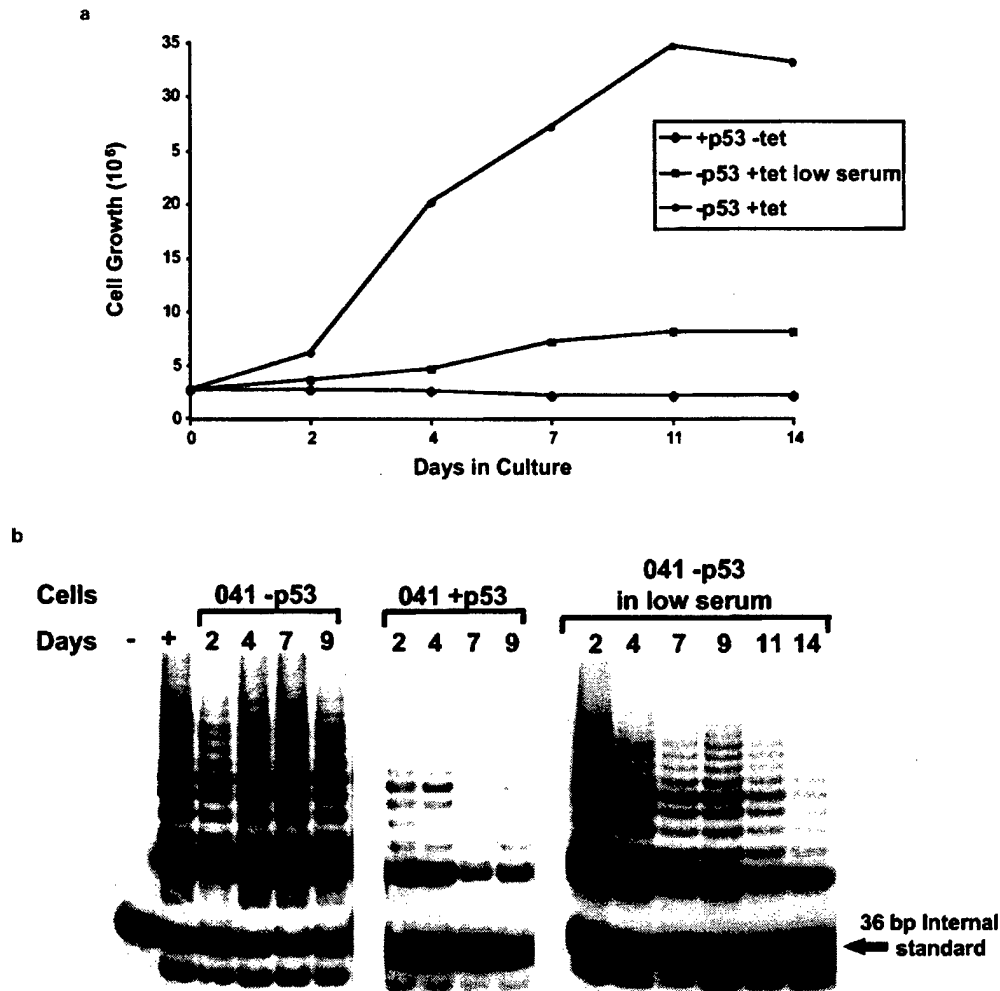 a
35
30
5
20
15
10
5
0
Cell Growth (10⁶)
0 2 4 7 11 14
Days in Culture
+p53 -tet
-p53 +tet low serum
-p53 +tet
b
041 -p53
in low serum
Cells 041 -p53 041 +p53
Days - + 2 4 7 9 2 4 7 9 2 4 7 9 11 14
36 bp Internal
standard